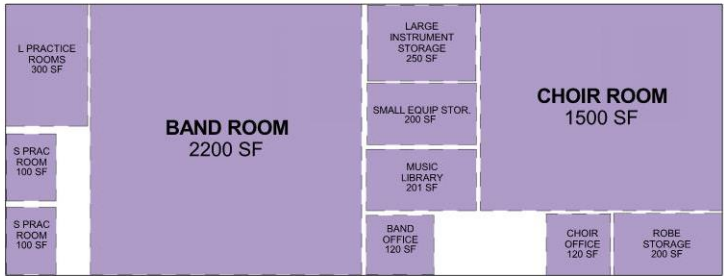 L PRACTICE
ROOMS
300 SF
S PRAC
ROOM
100 SF
S PRAC
ROOM
100 SF
BAND ROOM
2200 SF
LARGE
INSTRUMENT
STORAGE
250 SF
SMALL EQUIP STOR.
200 SF
MUSIC
LIBRARY
201 SF
BAND
OFFICE
120 SF
CHOIR ROOM
1500 SF
CHOIR
OFFICE
120 SF
ROBE
STORAGE
200 SF